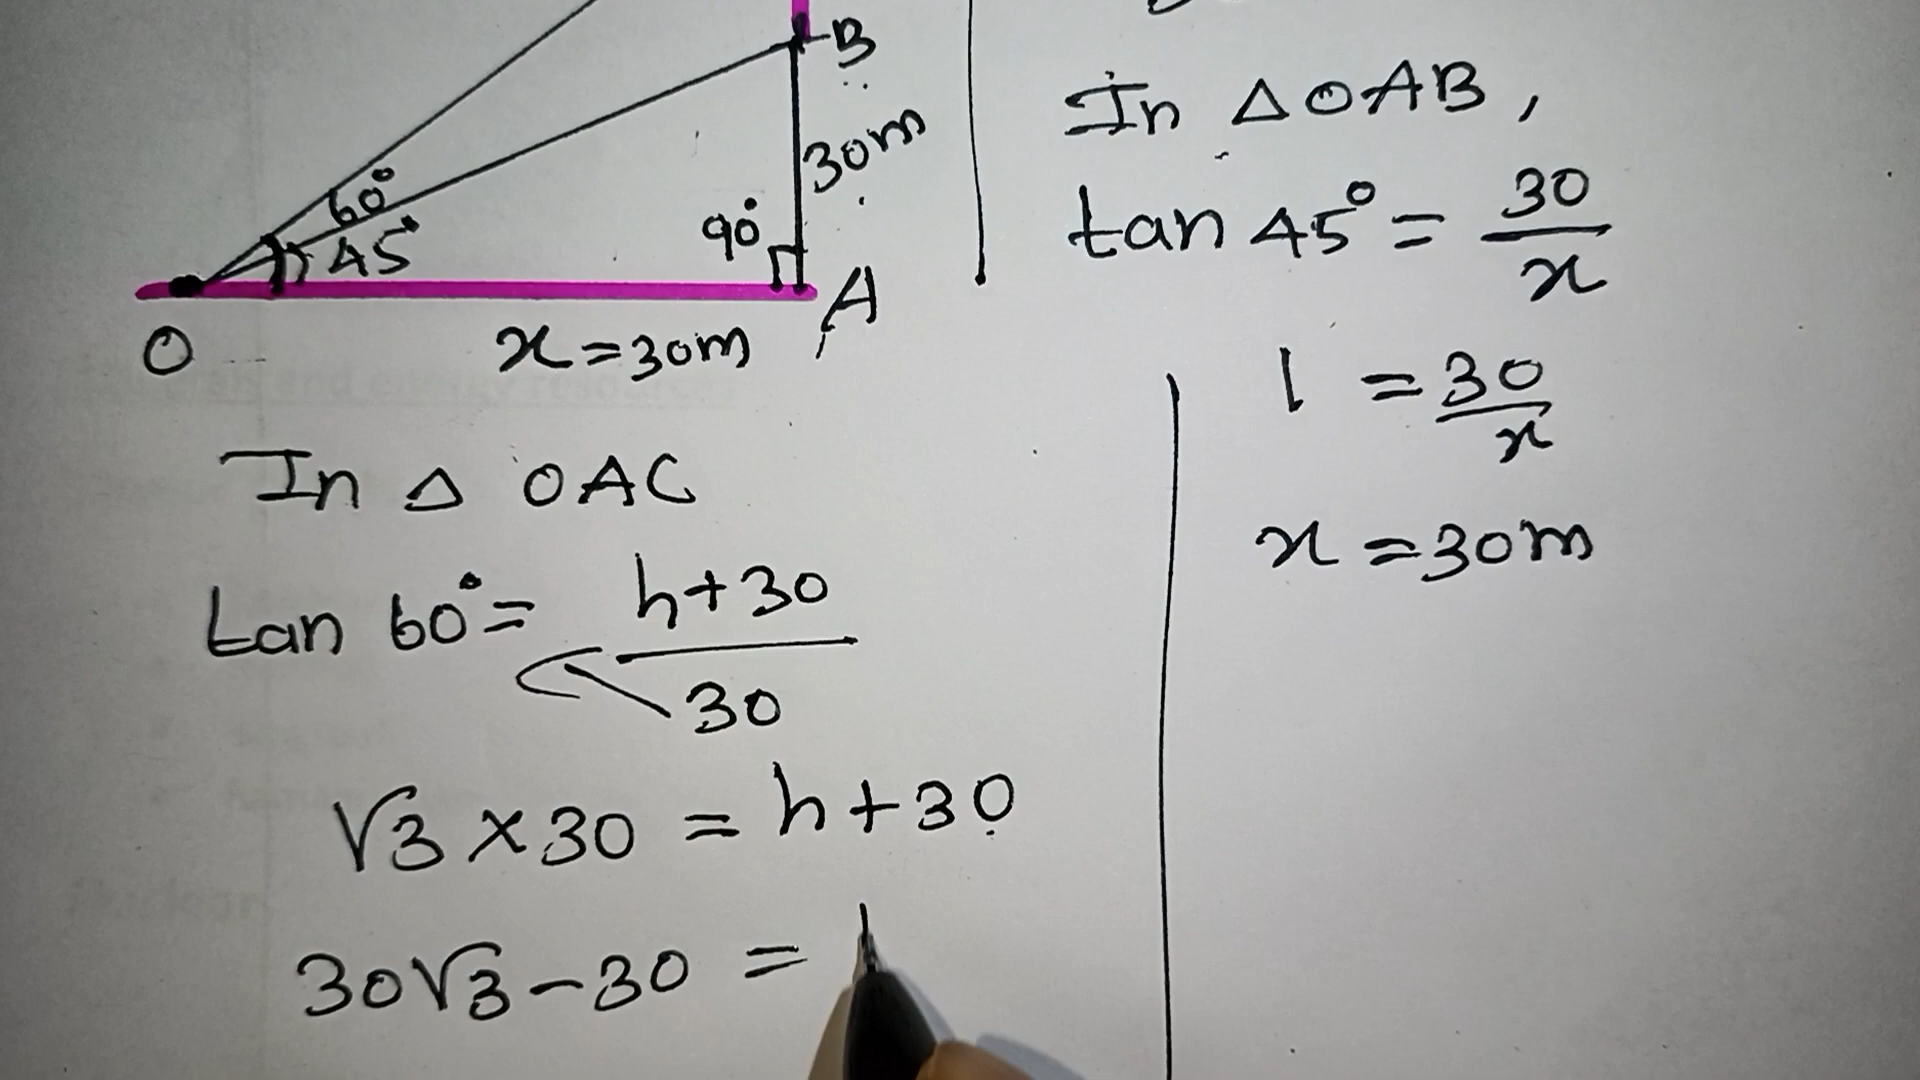 B
30m
60°
45°
90°
A
O
x=30m
In △ OAC
tan 60° = h+30
30
√3 × 30 = h+30
30√3 - 30 =
In △OAB,
tan 45° = 30
x
1 = 30
x
x = 30m